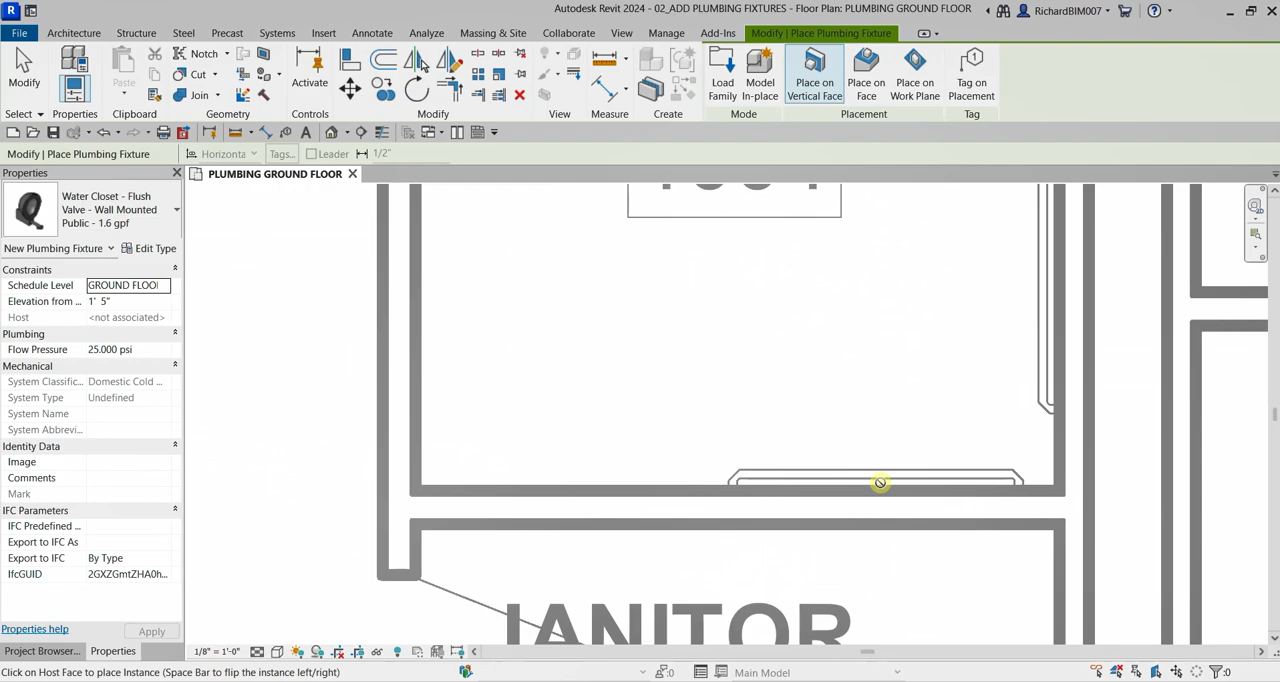 R
Autodesk Revit 2024 - 02_ADD PLUMBING FIXTURES - Floor Plan: PLUMBING GROUND FLOOR
RichardBIM007
File Architecture Structure Steel Precast Systems Insert Annotate Analyze Massing & Site Collaborate View Manage Add-Ins Modify | Place Plumbing Fixture
Modify
Select
Properties
Paste
Clipboard
Notch
Cut
Join
Geometry
Activate
Controls
Modify
View
Measure
Create
Load Family
Model In-place
Mode
Place on Vertical Face
Place on Face
Place on Work Plane
Placement
Tag on Placement
Tag
Modify | Place Plumbing Fixture
Horizonta
Tags...
Leader
1/2"
Properties
PLUMBING GROUND FLOOR
Water Closet - Flush
Valve - Wall Mounted
Public - 1.6 gpf
New Plumbing Fixture
Edit Type
Constraints
Schedule Level GROUND FLOO
Elevation from ... 1' 5"
Host <not associated>
Plumbing
Flow Pressure 25.000 psi
Mechanical
System Classific... Domestic Cold ...
System Type Undefined
System Name
System Abbrevi...
Identity Data
Image
Comments
Mark
IFC Parameters
IFC Predefined ...
Export to IFC As
Export to IFC By Type
IfcGUID 2GXZGmtZHA0h...
Properties help
Apply
JANITOR
Project Browser...
Properties
1/8" = 1'-0"
Click on Host Face to place Instance (Space Bar to flip the instance left/right)
:0
Main Model
:0